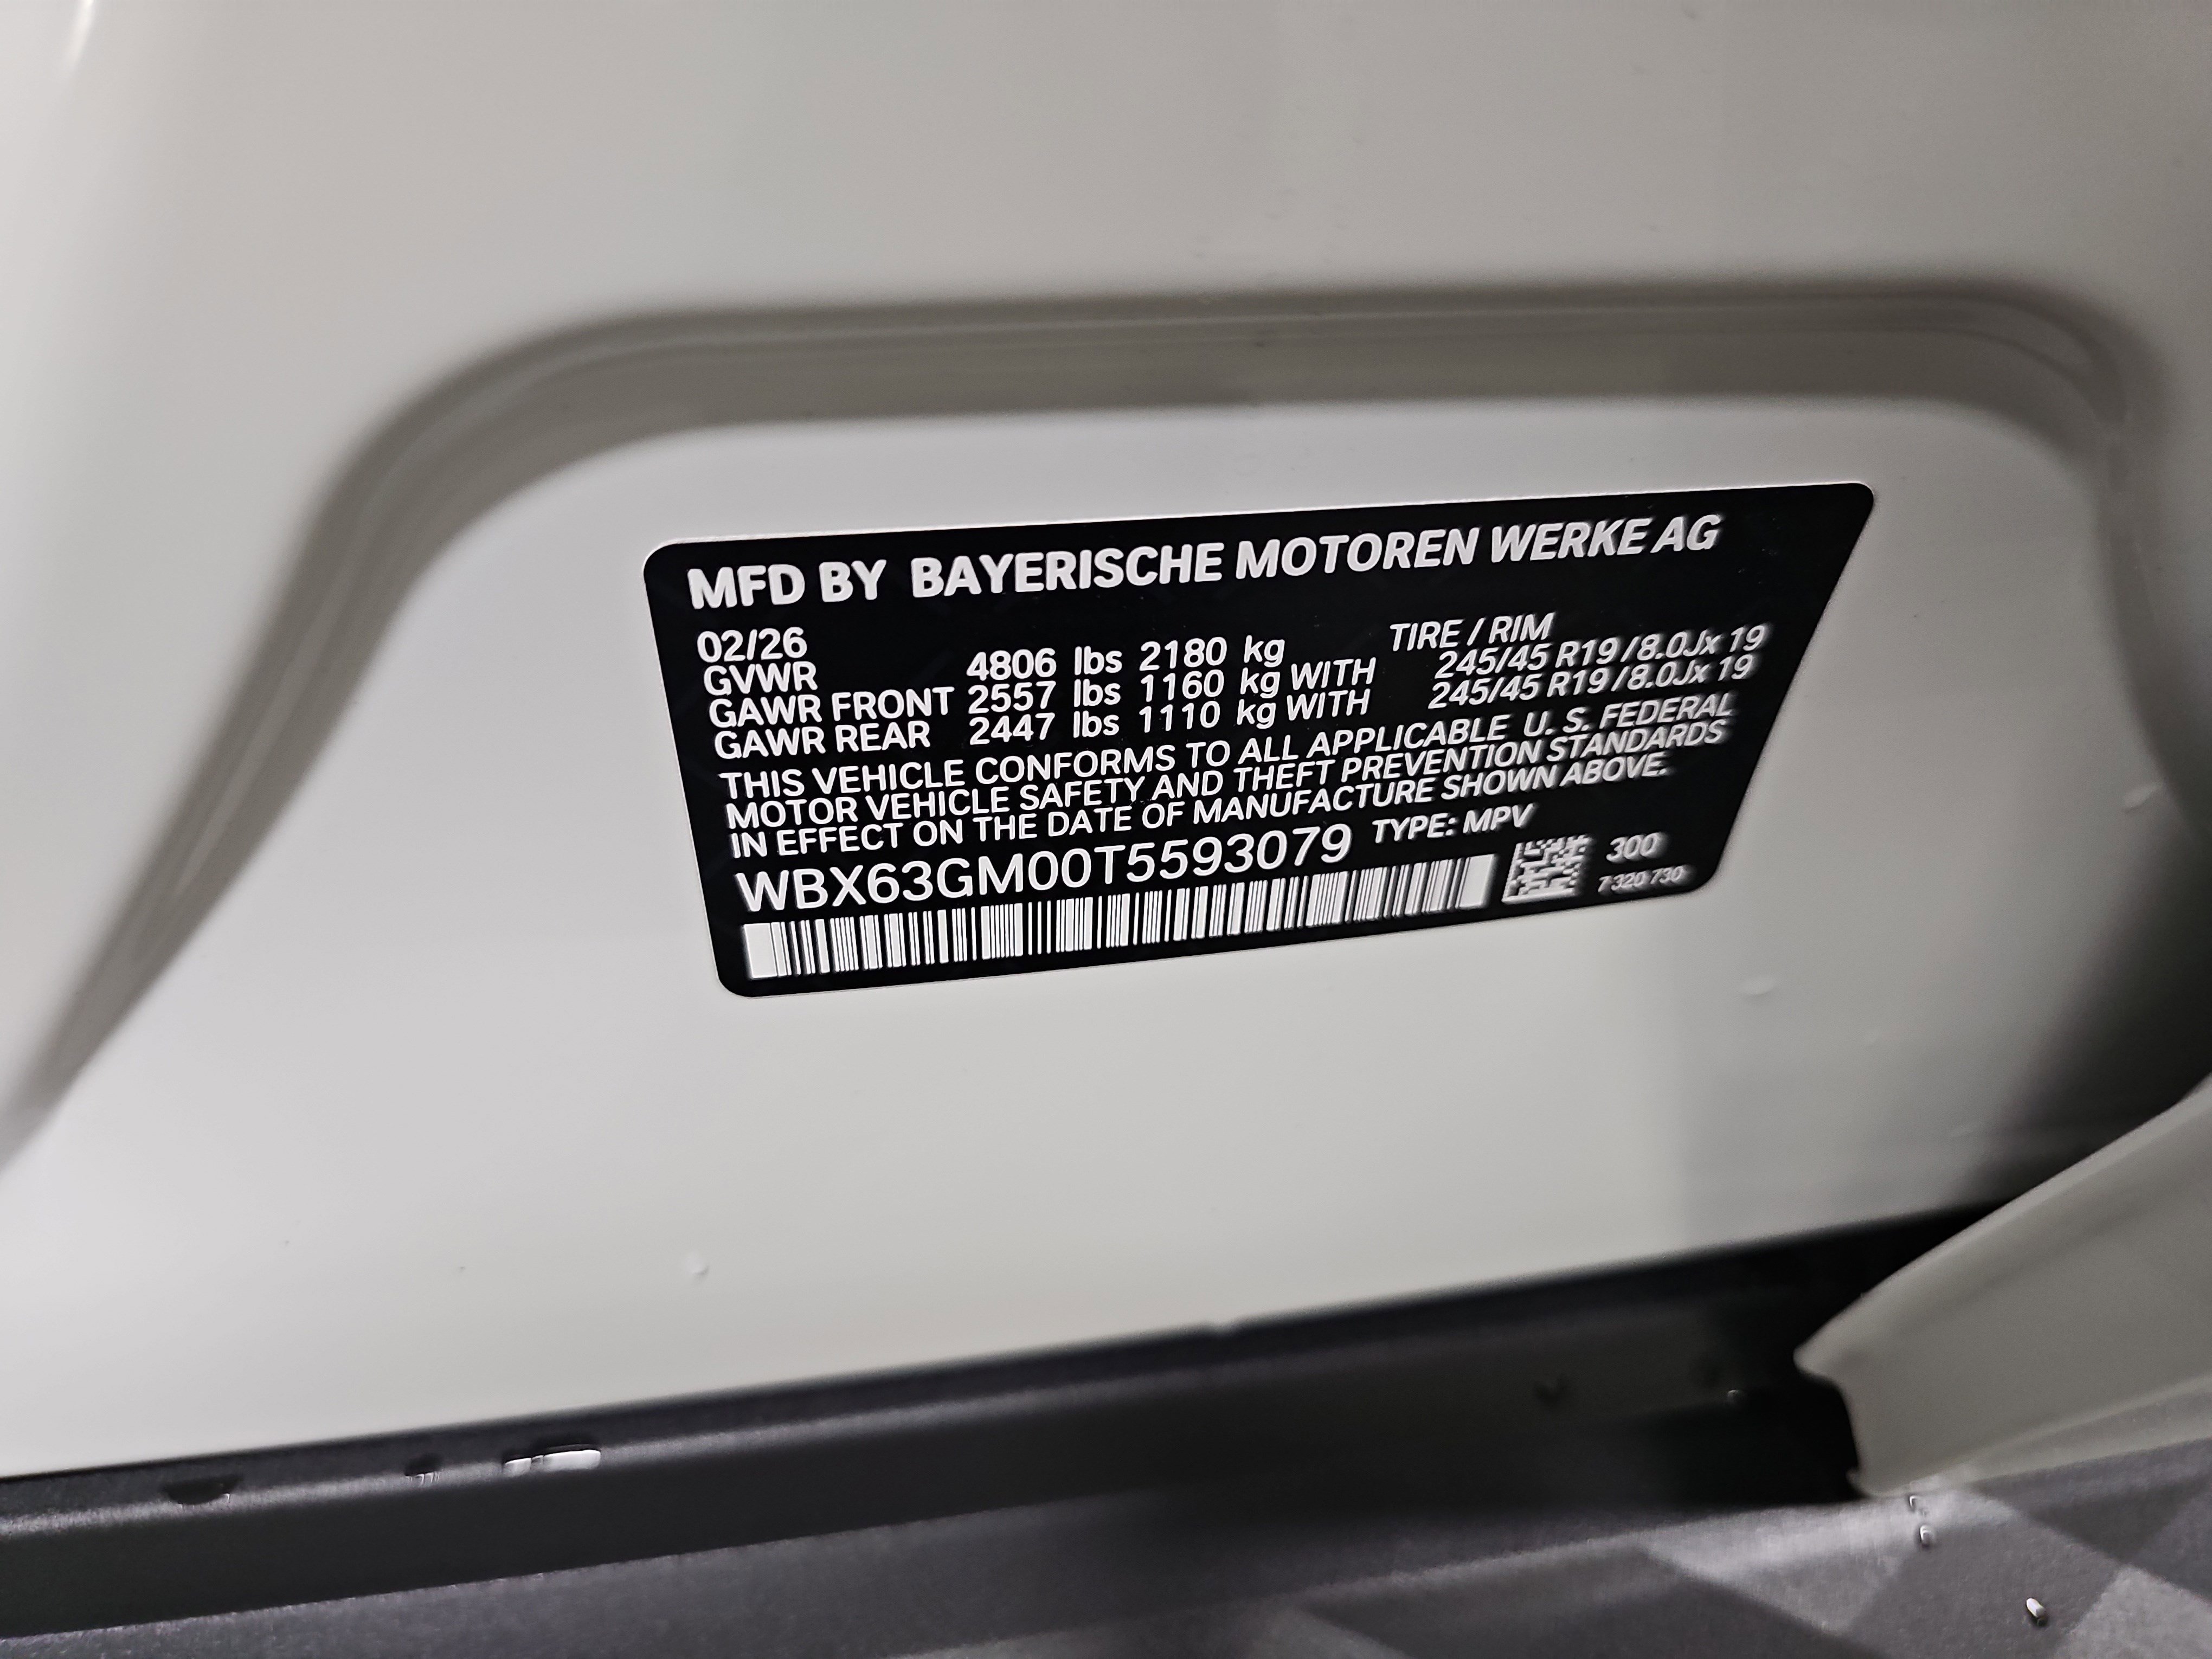 MFD BY BAYERISCHE MOTOREN WERKE AG
02/26 TIRE / RIM
GVWR 4806 lbs 2180 kg
GAWR FRONT 2557 lbs 1160 kg WITH 245/45 R19 /8.0Jx 19
GAWR REAR 2447 lbs 1110 kg WITH 245/45 R19 /8.0Jx 19
THIS VEHICLE CONFORMS TO ALL APPLICABLE U. S. FEDERAL
MOTOR VEHICLE SAFETY AND THEFT PREVENTION STANDARDS
IN EFFECT ON THE DATE OF MANUFACTURE SHOWN ABOVE.
WBX63GM00T5593079 TYPE: MPV
300
7 320 730